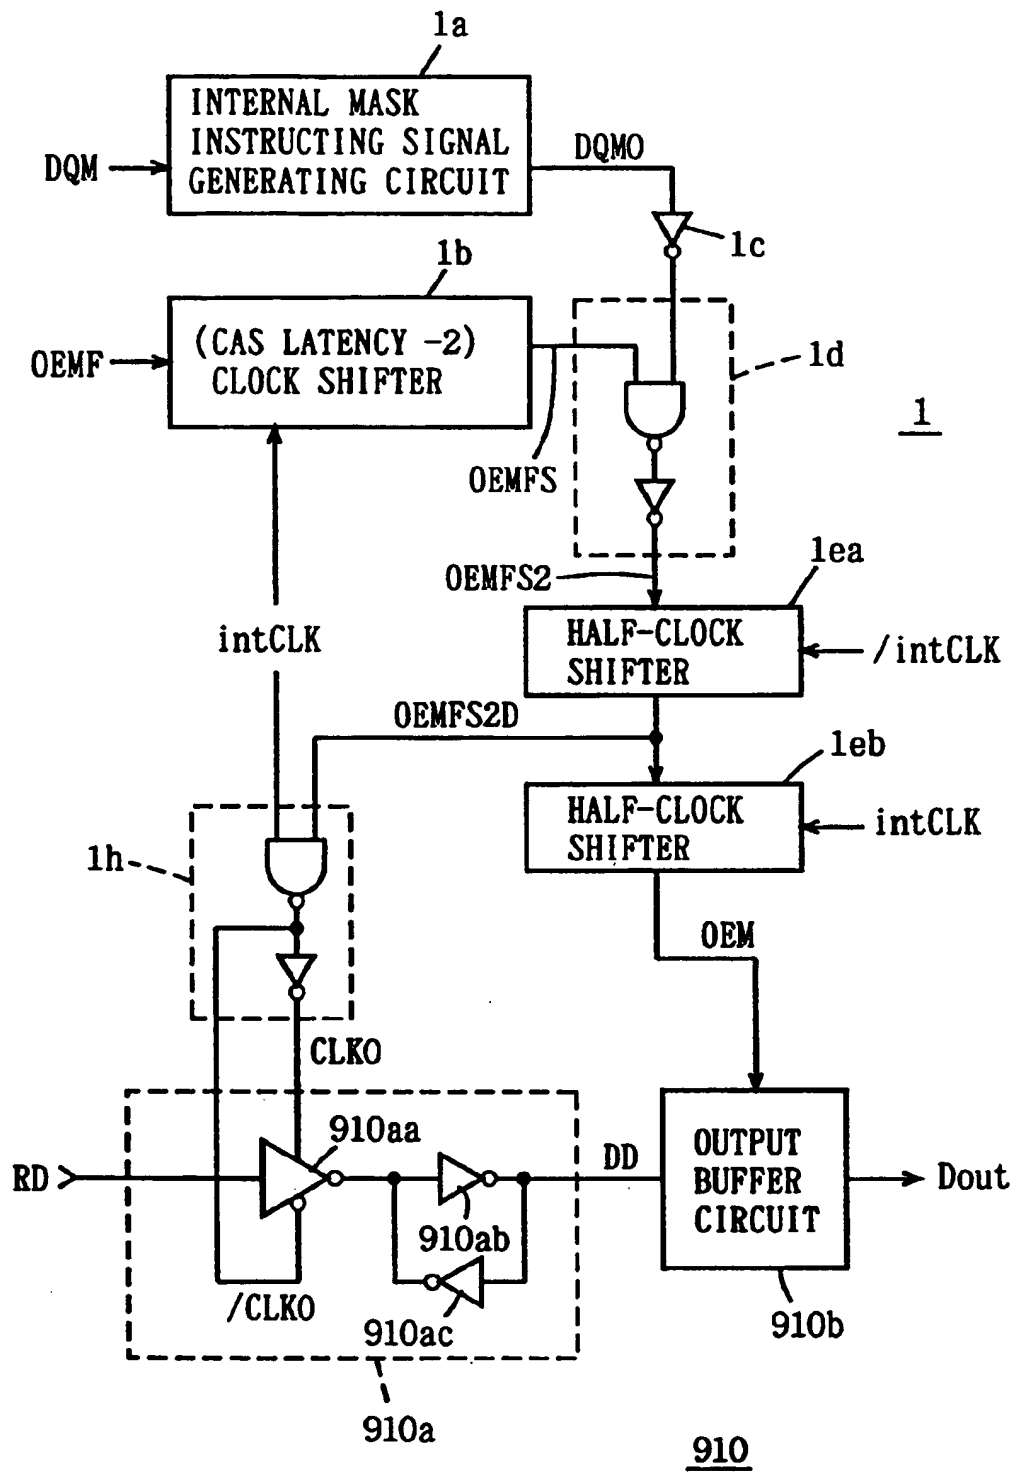 1a
INTERNAL MASK
INSTRUCTING SIGNAL
GENERATING CIRCUIT
DQM
DQM0
1c
1b
(CAS LATENCY -2)
CLOCK SHIFTER
OEMF
1d
1
OEMFS
OEMFS2
1ea
HALF-CLOCK
SHIFTER
/intCLK
intCLK
OEMFS2D
1eb
HALF-CLOCK
SHIFTER
intCLK
1h
OEM
CLKO
910aa
RD
DD
OUTPUT
BUFFER
CIRCUIT
Dout
910ab
/CLKO
910ac
910b
910a
910